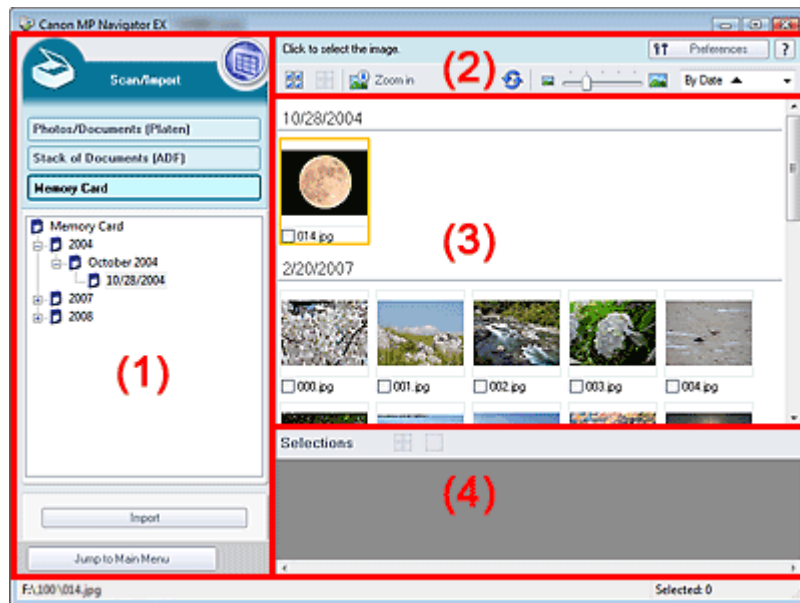 Canon MP Navigator EX
Scan/Import
Photos/Documents (Platen)
Stack of Documents (ADF)
Memory Card
Memory Card
2004
October 2004
10/28/2004
2007
2008
(1)
Import
Jump to Main Menu
Click to select the image.
Preferences
?
(2)
Zoom in
By Date
10/28/2004
014.jpg
(3)
2/20/2007
000.jpg
001.jpg
002.jpg
003.jpg
004.jpg
Selections
(4)
F:\100\014.jpg
Selected: 0